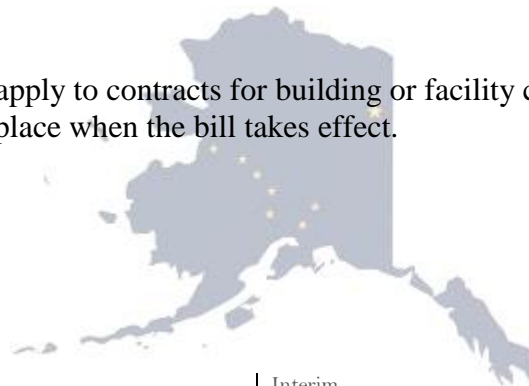 apply to contracts for building or facility
place when the bill takes effect.
Interim